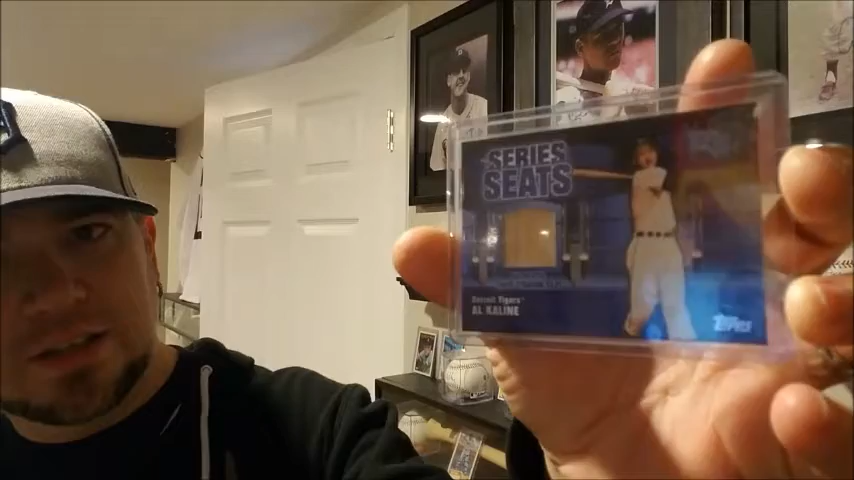 SERIES
SEATS
Detroit Tigers
AL KALINE
Topps